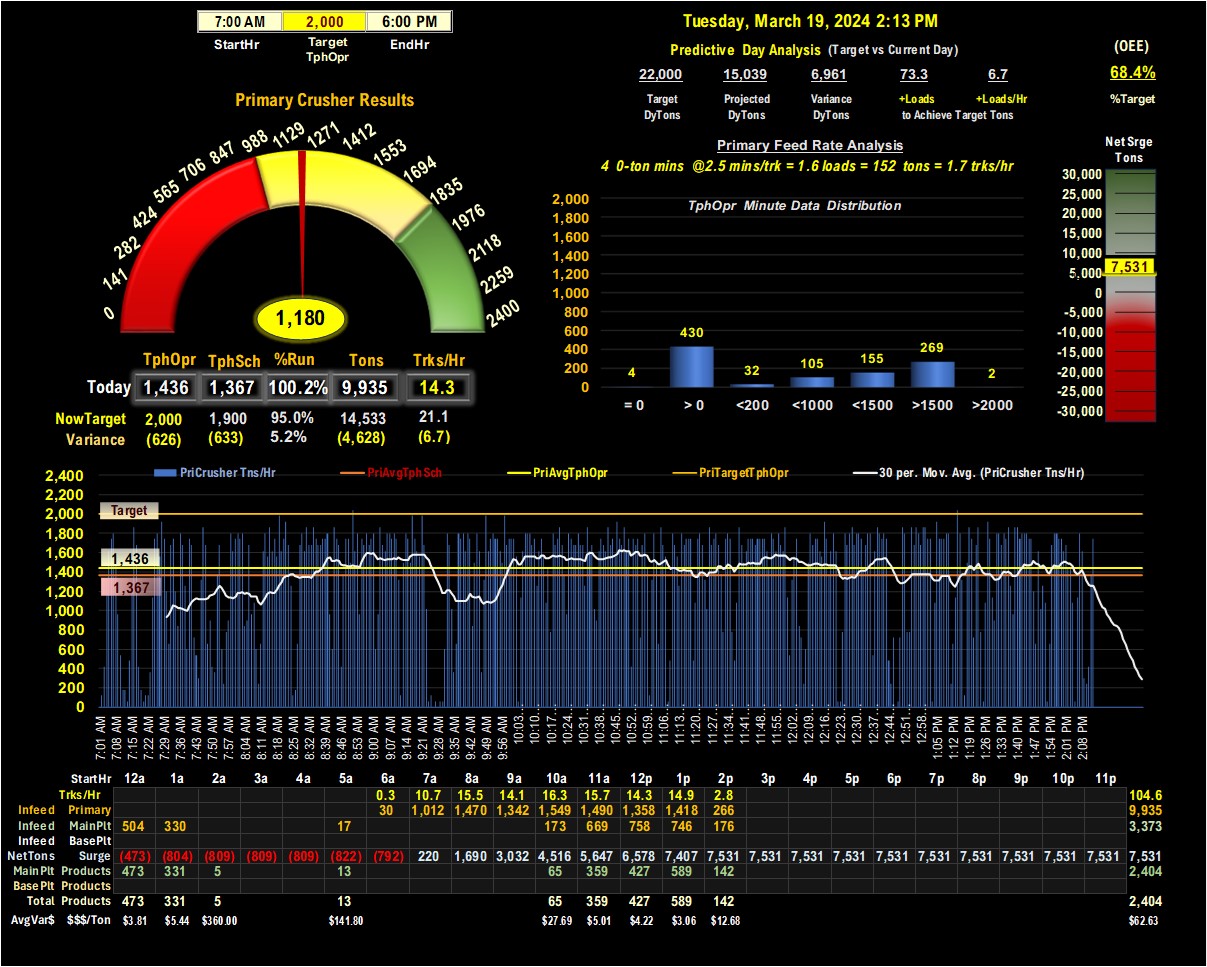 7:00 AM 2,000 6:00 PM
StartHr Target TphOpr EndHr
Tuesday, March 19, 2024 2:13 PM
Predictive Day Analysis (Target vs Current Day)
22,000 15,039 6,961 73.3 6.7
Target DyTons Projected DyTons Variance DyTons +Loads +Loads/Hr
to Achieve Target Tons
(OEE)
68.4%
%Target
Primary Crusher Results
0 141 282 424 565 706 847 988 1129 1271 1412 1553 1694 1835 1976 2118 2259 2400
1,180
TphOpr TphSch %Run Tons Trks/Hr
Today 1,436 1,367 100.2% 9,935 14.3
NowTarget 2,000 1,900 95.0% 14,533 21.1
Variance (626) (633) 5.2% (4,628) (6.7)
Primary Feed Rate Analysis
4 0-ton mins @2.5 mins/trk = 1.6 loads = 152 tons = 1.7 trks/hr
TphOpr Minute Data Distribution
2,000
1,800
1,600
1,400
1,200
1,000
800
600
400
200
0
4 430 32 105 155 269 2
= 0 > 0 <200 <1000 <1500 >1500 >2000
Net Srge
Tons
30,000
25,000
20,000
15,000
10,000
7,531
5,000
0
-5,000
-10,000
-15,000
-20,000
-25,000
-30,000
PriCrusher Tns/Hr PriAvgTphSch PriAvgTphOpr PriTargetTphOpr 30 per. Mov. Avg. (PriCrusher Tns/Hr)
2,400
2,200
2,000
1,800
1,600
1,400
1,200
1,000
800
600
400
200
0
Target
1,436
1,367
7:01 AM 7:08 AM 7:15 AM 7:22 AM 7:29 AM 7:36 AM 7:43 AM 7:50 AM 7:57 AM 8:04 AM 8:11 AM 8:18 AM 8:25 AM 8:32 AM 8:39 AM 8:46 AM 8:53 AM 9:00 AM 9:07 AM 9:14 AM 9:21 AM 9:28 AM 9:35 AM 9:42 AM 9:49 AM 9:56 AM 10:03… 10:10… 10:17… 10:24… 10:31… 10:38… 10:45… 10:52… 10:59… 11:06… 11:13… 11:20… 11:27… 11:34… 11:41… 11:48… 11:55… 12:02… 12:09… 12:16… 12:23… 12:30… 12:37… 12:44… 12:51… 12:58… 1:05 PM 1:12 PM 1:19 PM 1:26 PM 1:33 PM 1:40 PM 1:47 PM 1:54 PM 2:01 PM 2:08 PM
StartHr 12a 1a 2a 3a 4a 5a 6a 7a 8a 9a 10a 11a 12p 1p 2p 3p 4p 5p 6p 7p 8p 9p 10p 11p
Trks/Hr 0.3 10.7 15.5 14.1 16.3 15.7 14.3 14.9 2.8 104.6
Infeed Primary 30 1,012 1,470 1,342 1,549 1,490 1,358 1,418 266 9,935
Infeed MainPlt 504 330 17 173 669 758 746 176 3,373
Infeed BasePlt
NetTons Surge (473) (804) (809) (809) (809) (822) (792) 220 1,690 3,032 4,516 5,647 6,578 7,407 7,531 7,531 7,531 7,531 7,531 7,531 7,531 7,531 7,531 7,531 7,531
MainPlt Products 473 331 5 13 65 359 427 589 142 2,404
BasePlt Products
Total Products 473 331 5 13 65 359 427 589 142 2,404
AvgVar$ $$$/Ton $3.81 $5.44 $360.00 $141.80 $27.69 $5.01 $4.22 $3.06 $12.68 $62.63